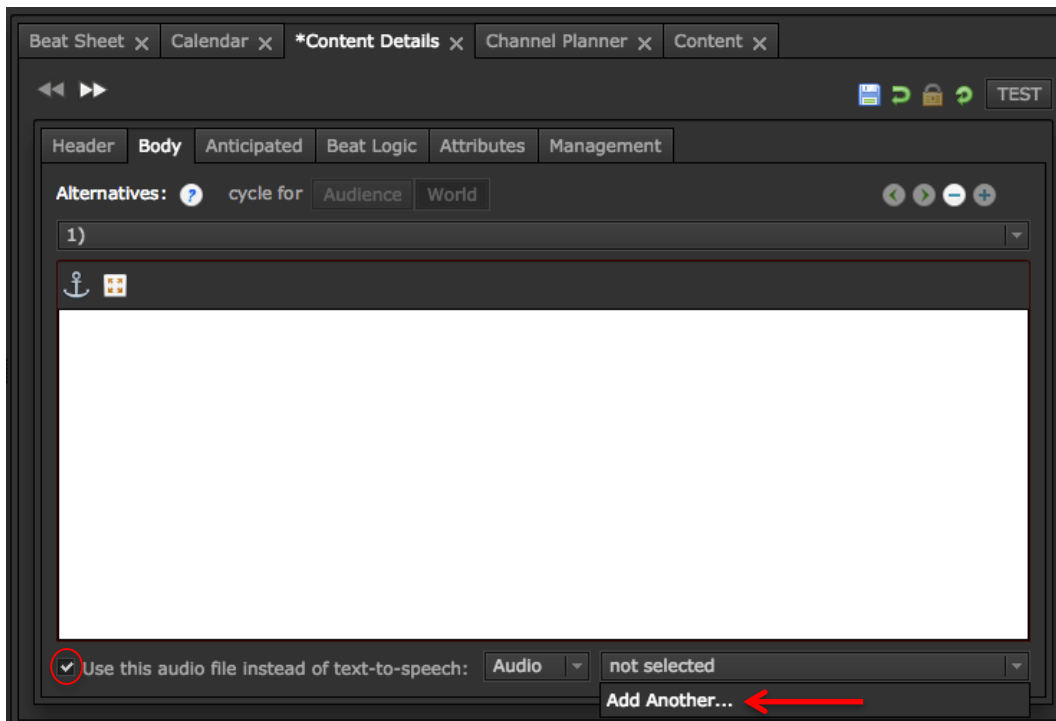 Beat Sheet x Calendar x *Content Details x Channel Planner x Content x
TEST
Header Body Anticipated Beat Logic Attributes Management
Alternatives: ? cycle for Audience World
1)
Use this audio file instead of text-to-speech: Audio not selected
Add Another...